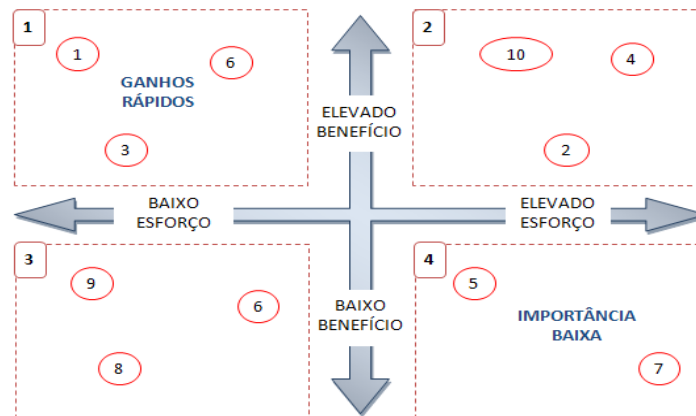 1
1
6
GANHOS
RÁPIDOS
3
2
10
4
2
ELEVADO
BENEFÍCIO
BAIXO
ESFORÇO
ELEVADO
ESFORÇO
3
9
6
8
BAIXO
BENEFÍCIO
4
5
IMPORTÂNCIA
BAIXA
7